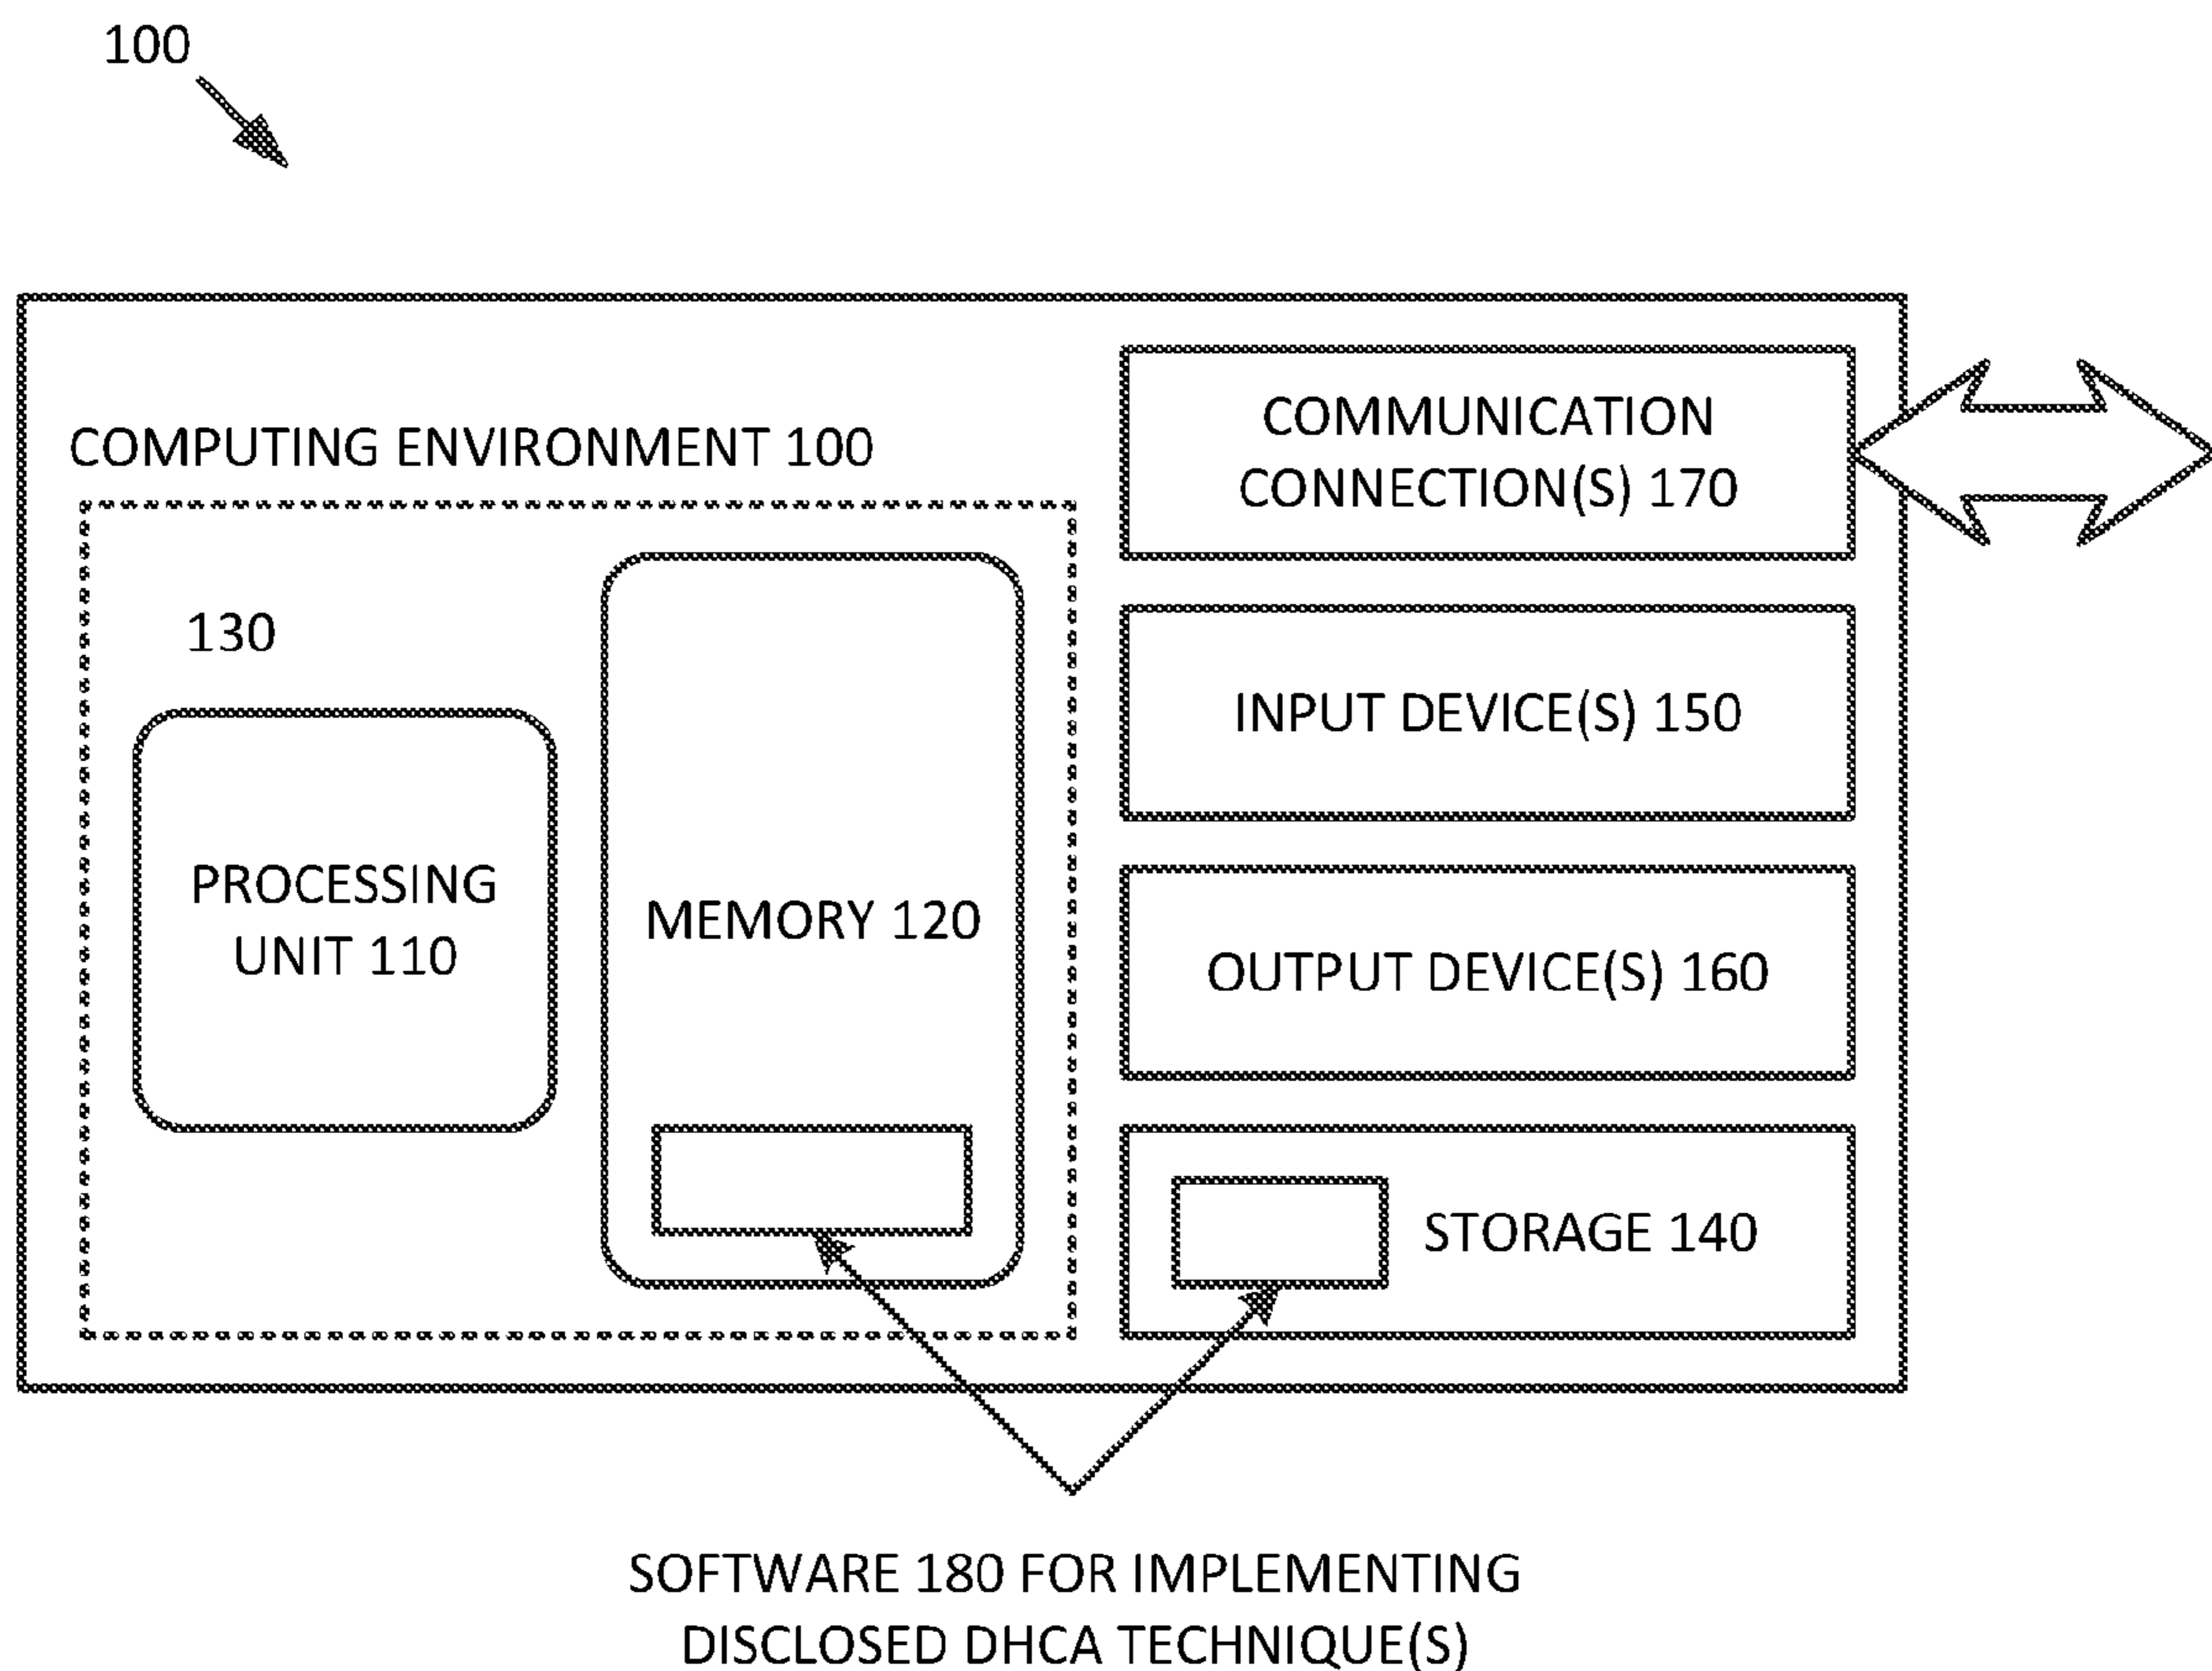 100
COMPUTING ENVIRONMENT 100
130
PROCESSING
UNIT 110
MEMORY 120
COMMUNICATION
CONNECTION(S) 170
INPUT DEVICE(S) 150
OUTPUT DEVICE(S) 160
STORAGE 140
SOFTWARE 180 FOR IMPLEMENTING
DISCLOSED DHCA TECHNIQUE(S)